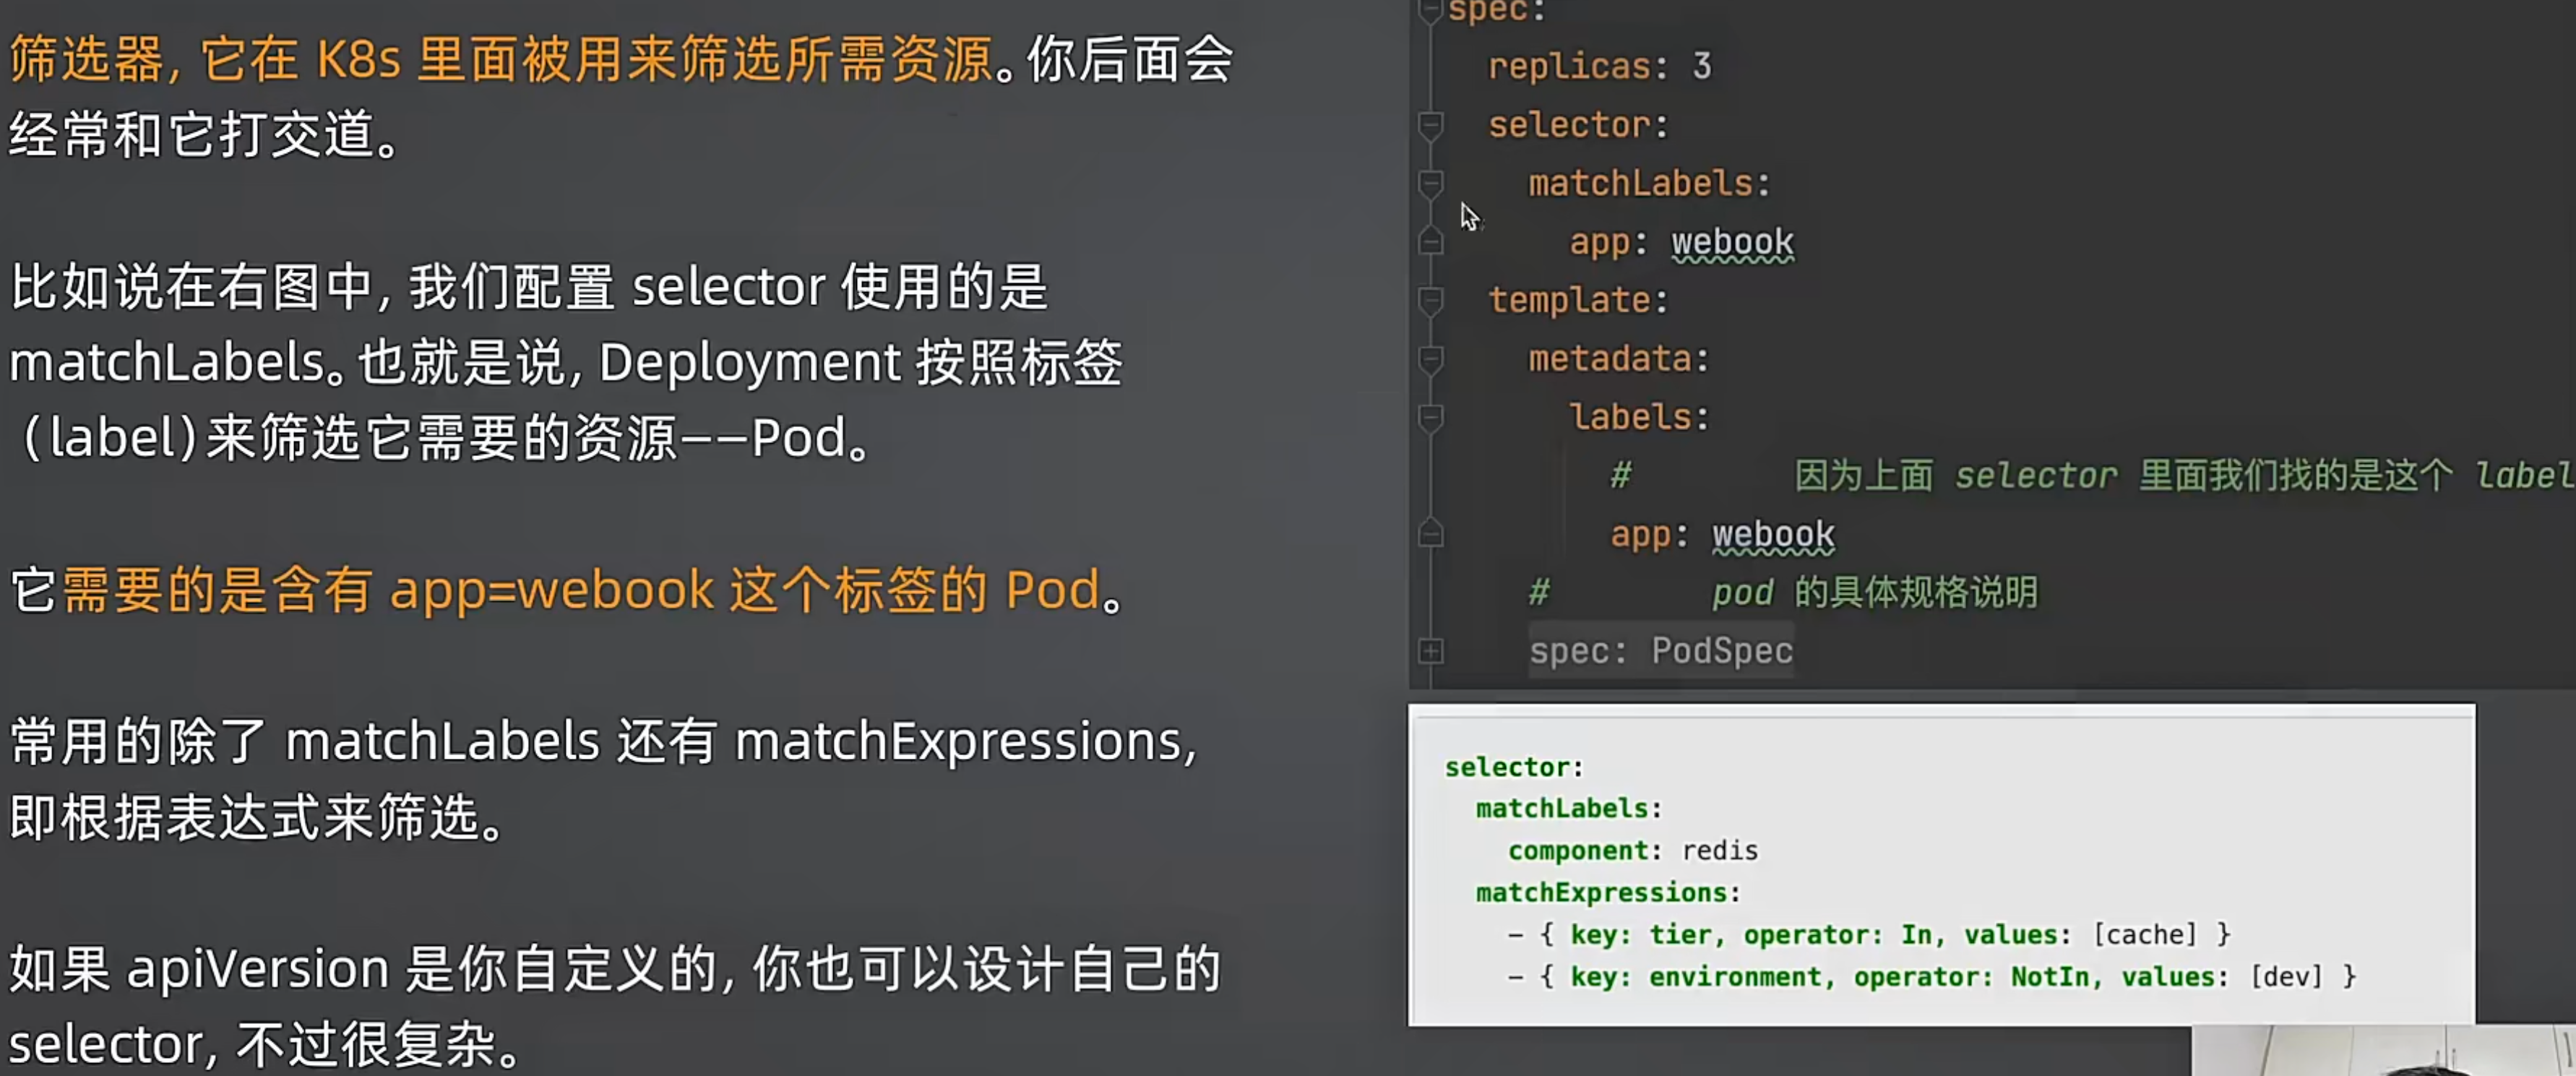 筛选器, 它在 K8s 里面被用来筛选所需资源。你后面会
经常和它打交道。
比如说在右图中, 我们配置 selector 使用的是
matchLabels。也就是说, Deployment 按照标签
(label)来筛选它需要的资源——Pod。
它需要的是含有 app=webook 这个标签的 Pod。
常用的除了 matchLabels 还有 matchExpressions,
即根据表达式来筛选。
如果 apiVersion 是你自定义的, 你也可以设计自己的
selector, 不过很复杂。
spec:
replicas: 3
selector:
matchLabels:
app: webook
template:
metadata:
labels:
# 因为上面 selector 里面我们找的是这个 label
app: webook
# pod 的具体规格说明
spec: PodSpec
selector:
matchLabels:
component: redis
matchExpressions:
- { key: tier, operator: In, values: [cache] }
- { key: environment, operator: NotIn, values: [dev] }